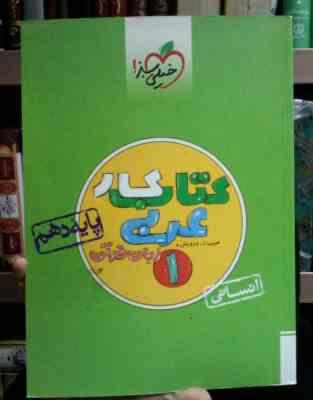 خیلی سبز!
کتاب کار
عربی
زبان قرآن
۱
پایه دهم
انسانی